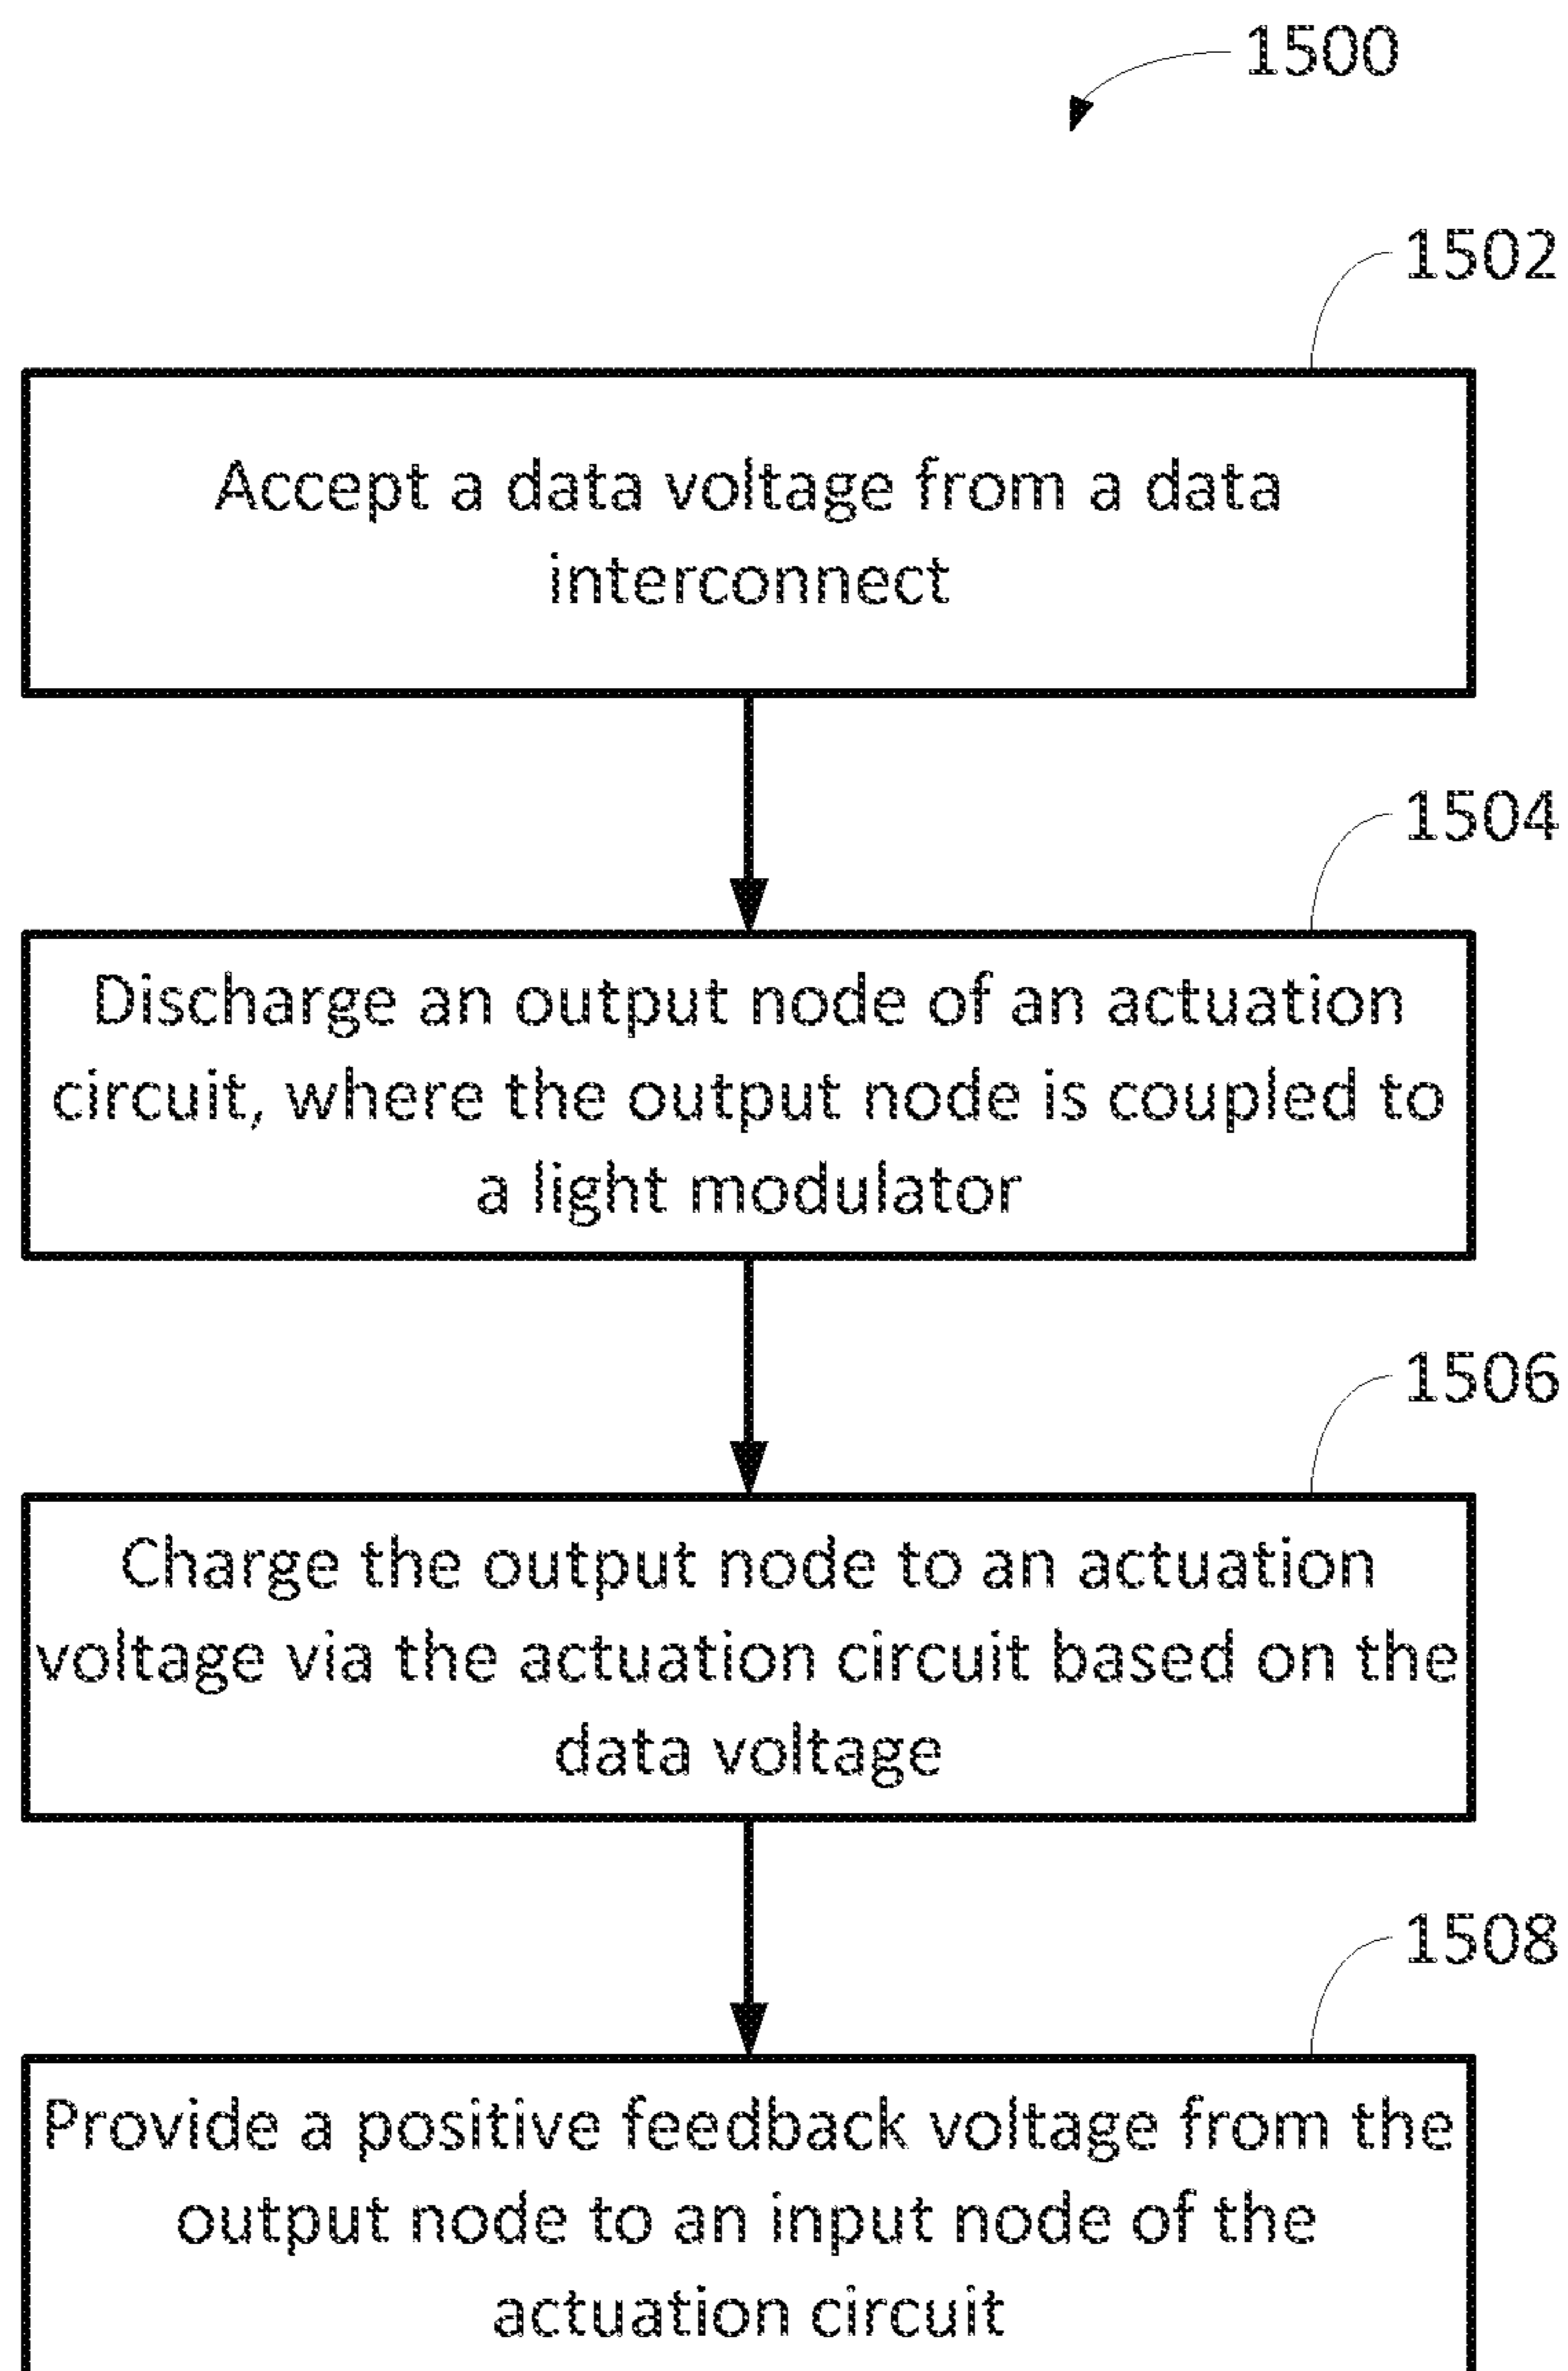 1500
1502
Accept a data voltage from a data
interconnect
1504
Discharge an output node of an actuation
circuit, where the output node is coupled to
a light modulator
1506
Charge the output node to an actuation
voltage via the actuation circuit based on the
data voltage
1508
Provide a positive feedback voltage from the
output node to an input node of the
actuation circuit